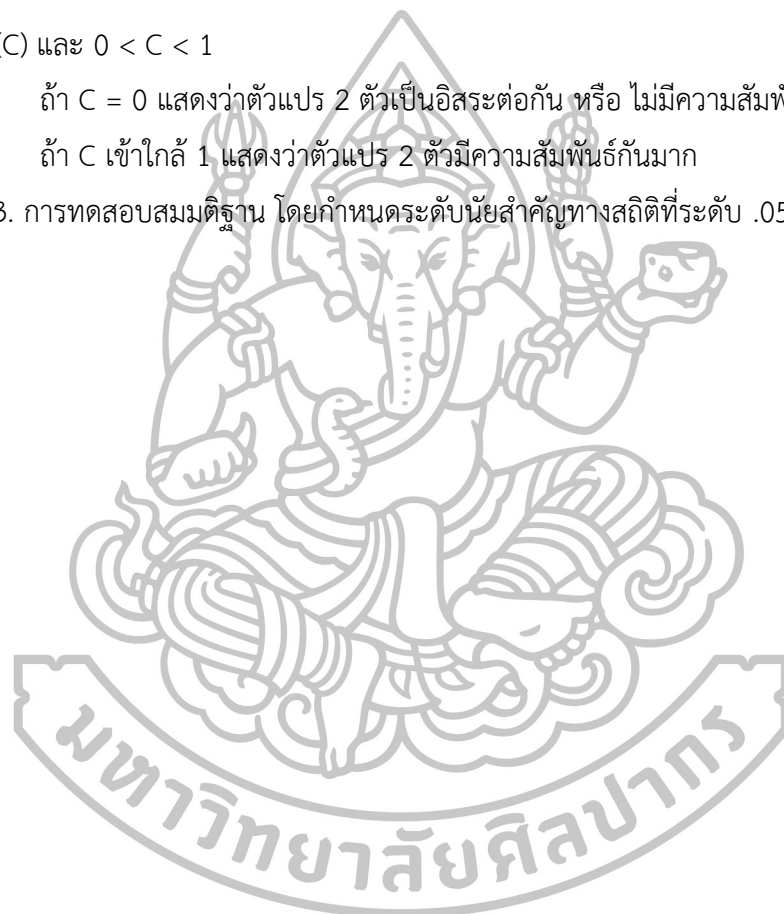 (C) และ 0 < C < 1
ถ้า C = 0 แสดงว่าตัวแปร 2 ตัวเป็นอิสระต่อกัน หรือ ไม่มี
ถ้า C เข้าใกล้ 1 แสดงว่าตัวแปร 2 ตัวมีความสัมพันธ์กันมาก
3. การทดสอบสมมติฐาน โดยกำหนดระดับนัยสำคัญทางสถิติที่ระดับ .05
มหาวิทยาลัยศิลปากร